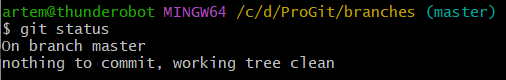 artem@thunderobot MINGW64 /c/d/ProGit/branches (master)
$ git status
On branch master
nothing to commit, working tree clean